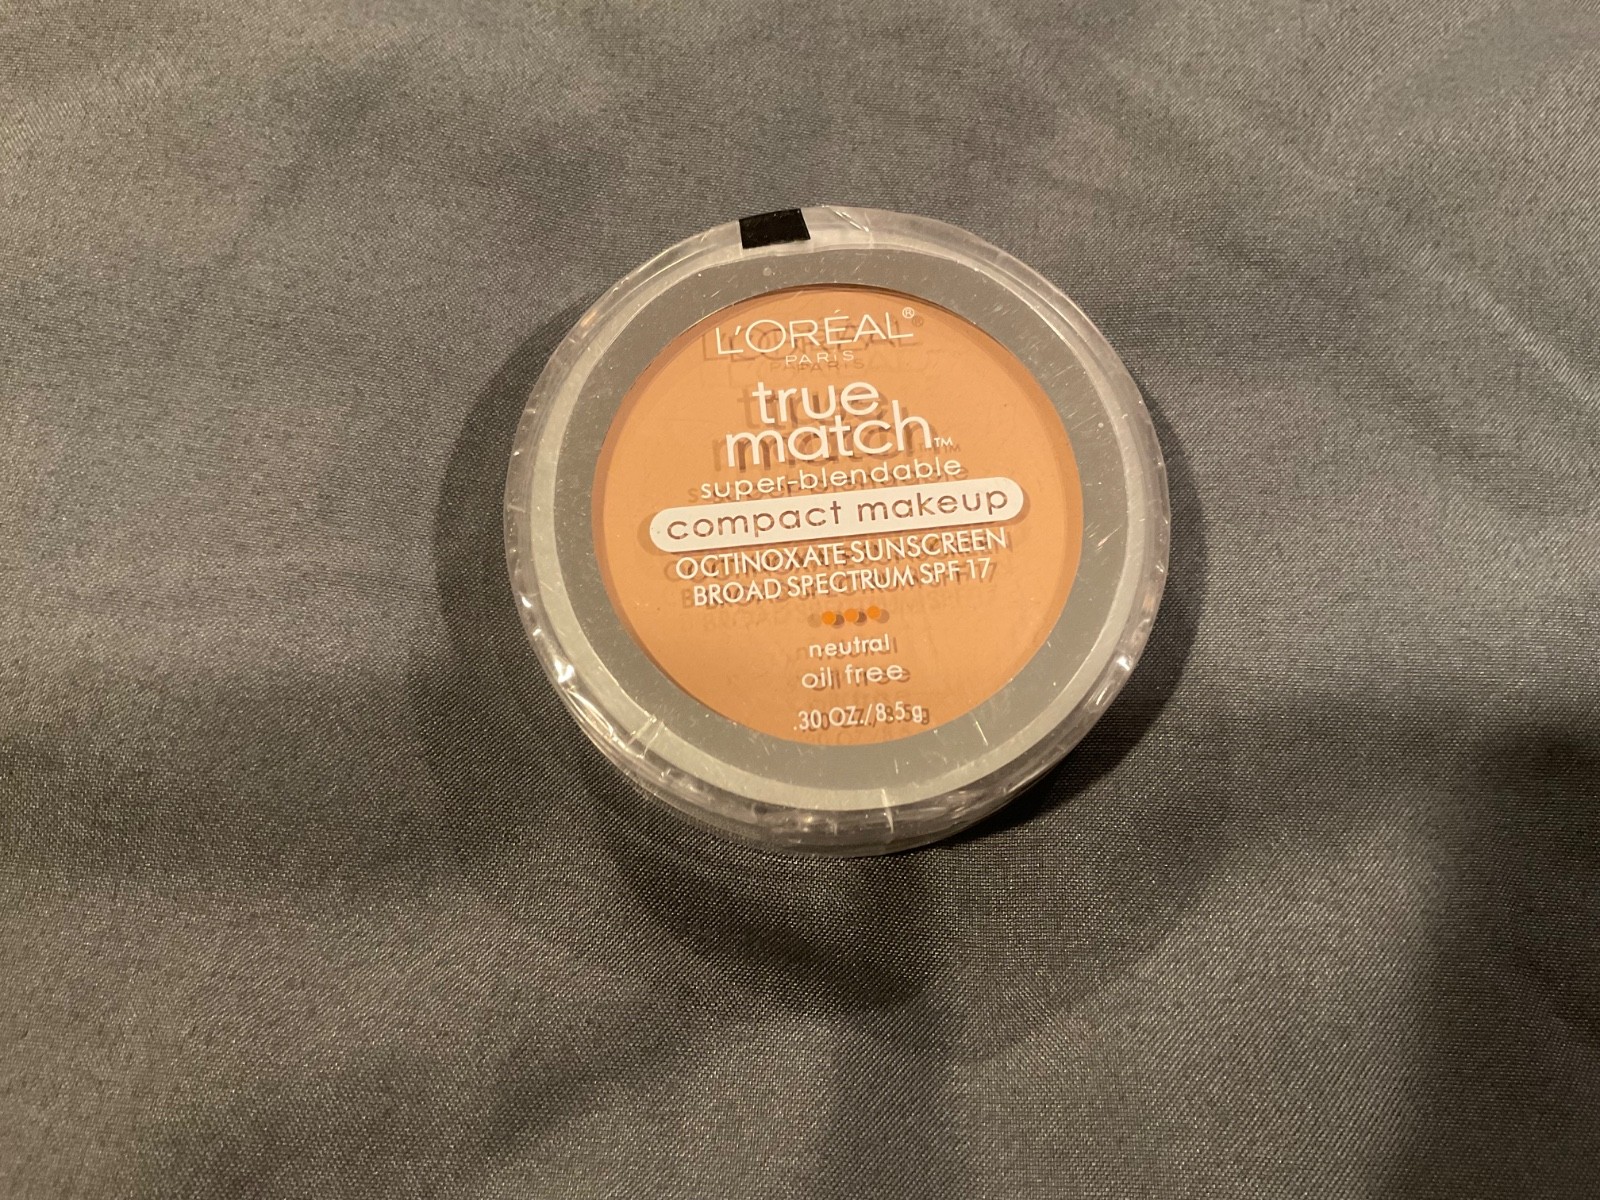 L'ORÉAL®
PARIS
true
match™
super-blendable
compact makeup
OCTINOXATE SUNSCREEN
BROAD SPECTRUM SPF 17
neutral
oil free
.30 OZ./8.5 g